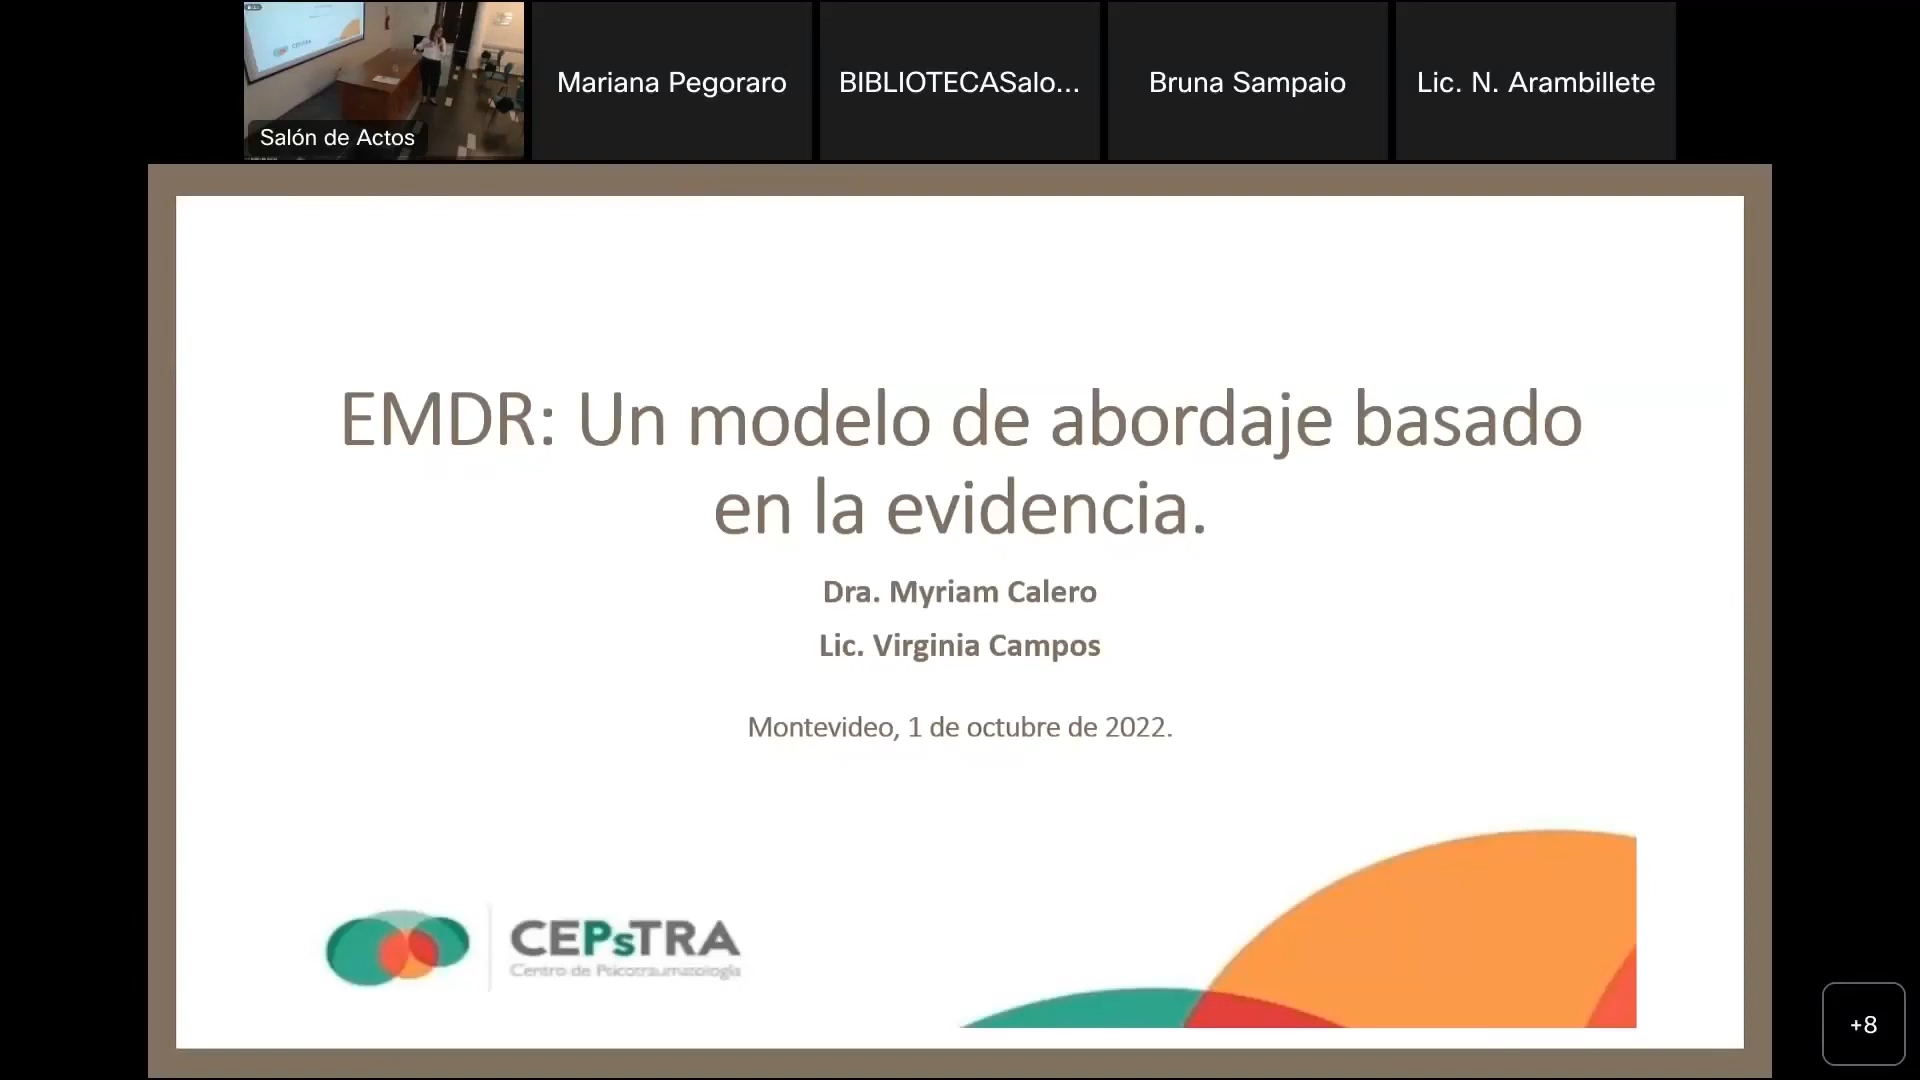 Salón de Actos
Mariana Pegoraro
BIBLIOTECASalo...
Bruna Sampaio
Lic. N. Arambillete
EMDR: Un modelo de abordaje basado
en la evidencia.
Dra. Myriam Calero
Lic. Virginia Campos
Montevideo, 1 de octubre de 2022.
CEPsTRA
Centro de Psicotraumatología
+8